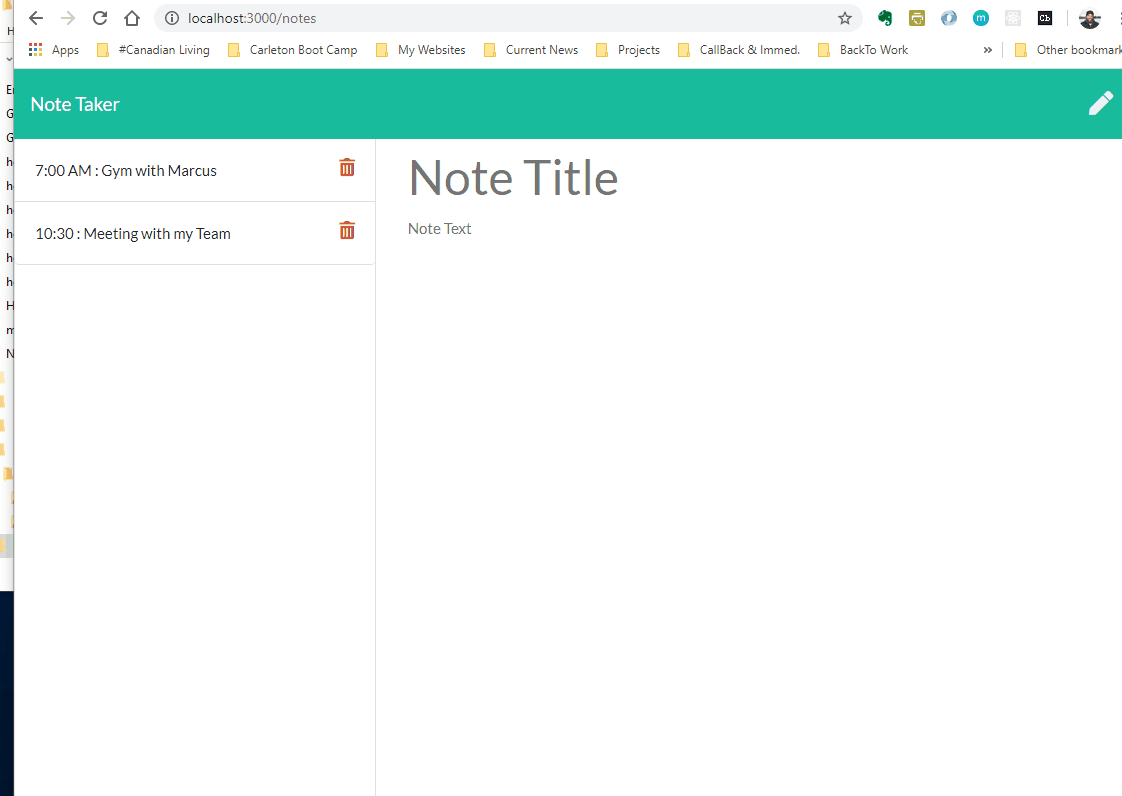 localhost:3000/notes
m
Cb
Apps #Canadian Living Carleton Boot Camp My Websites Current News Projects CallBack & Immed. BackTo Work » Other bookmark
Note Taker
7:00 AM : Gym with Marcus
10:30 : Meeting with my Team
Note Title
Note Text